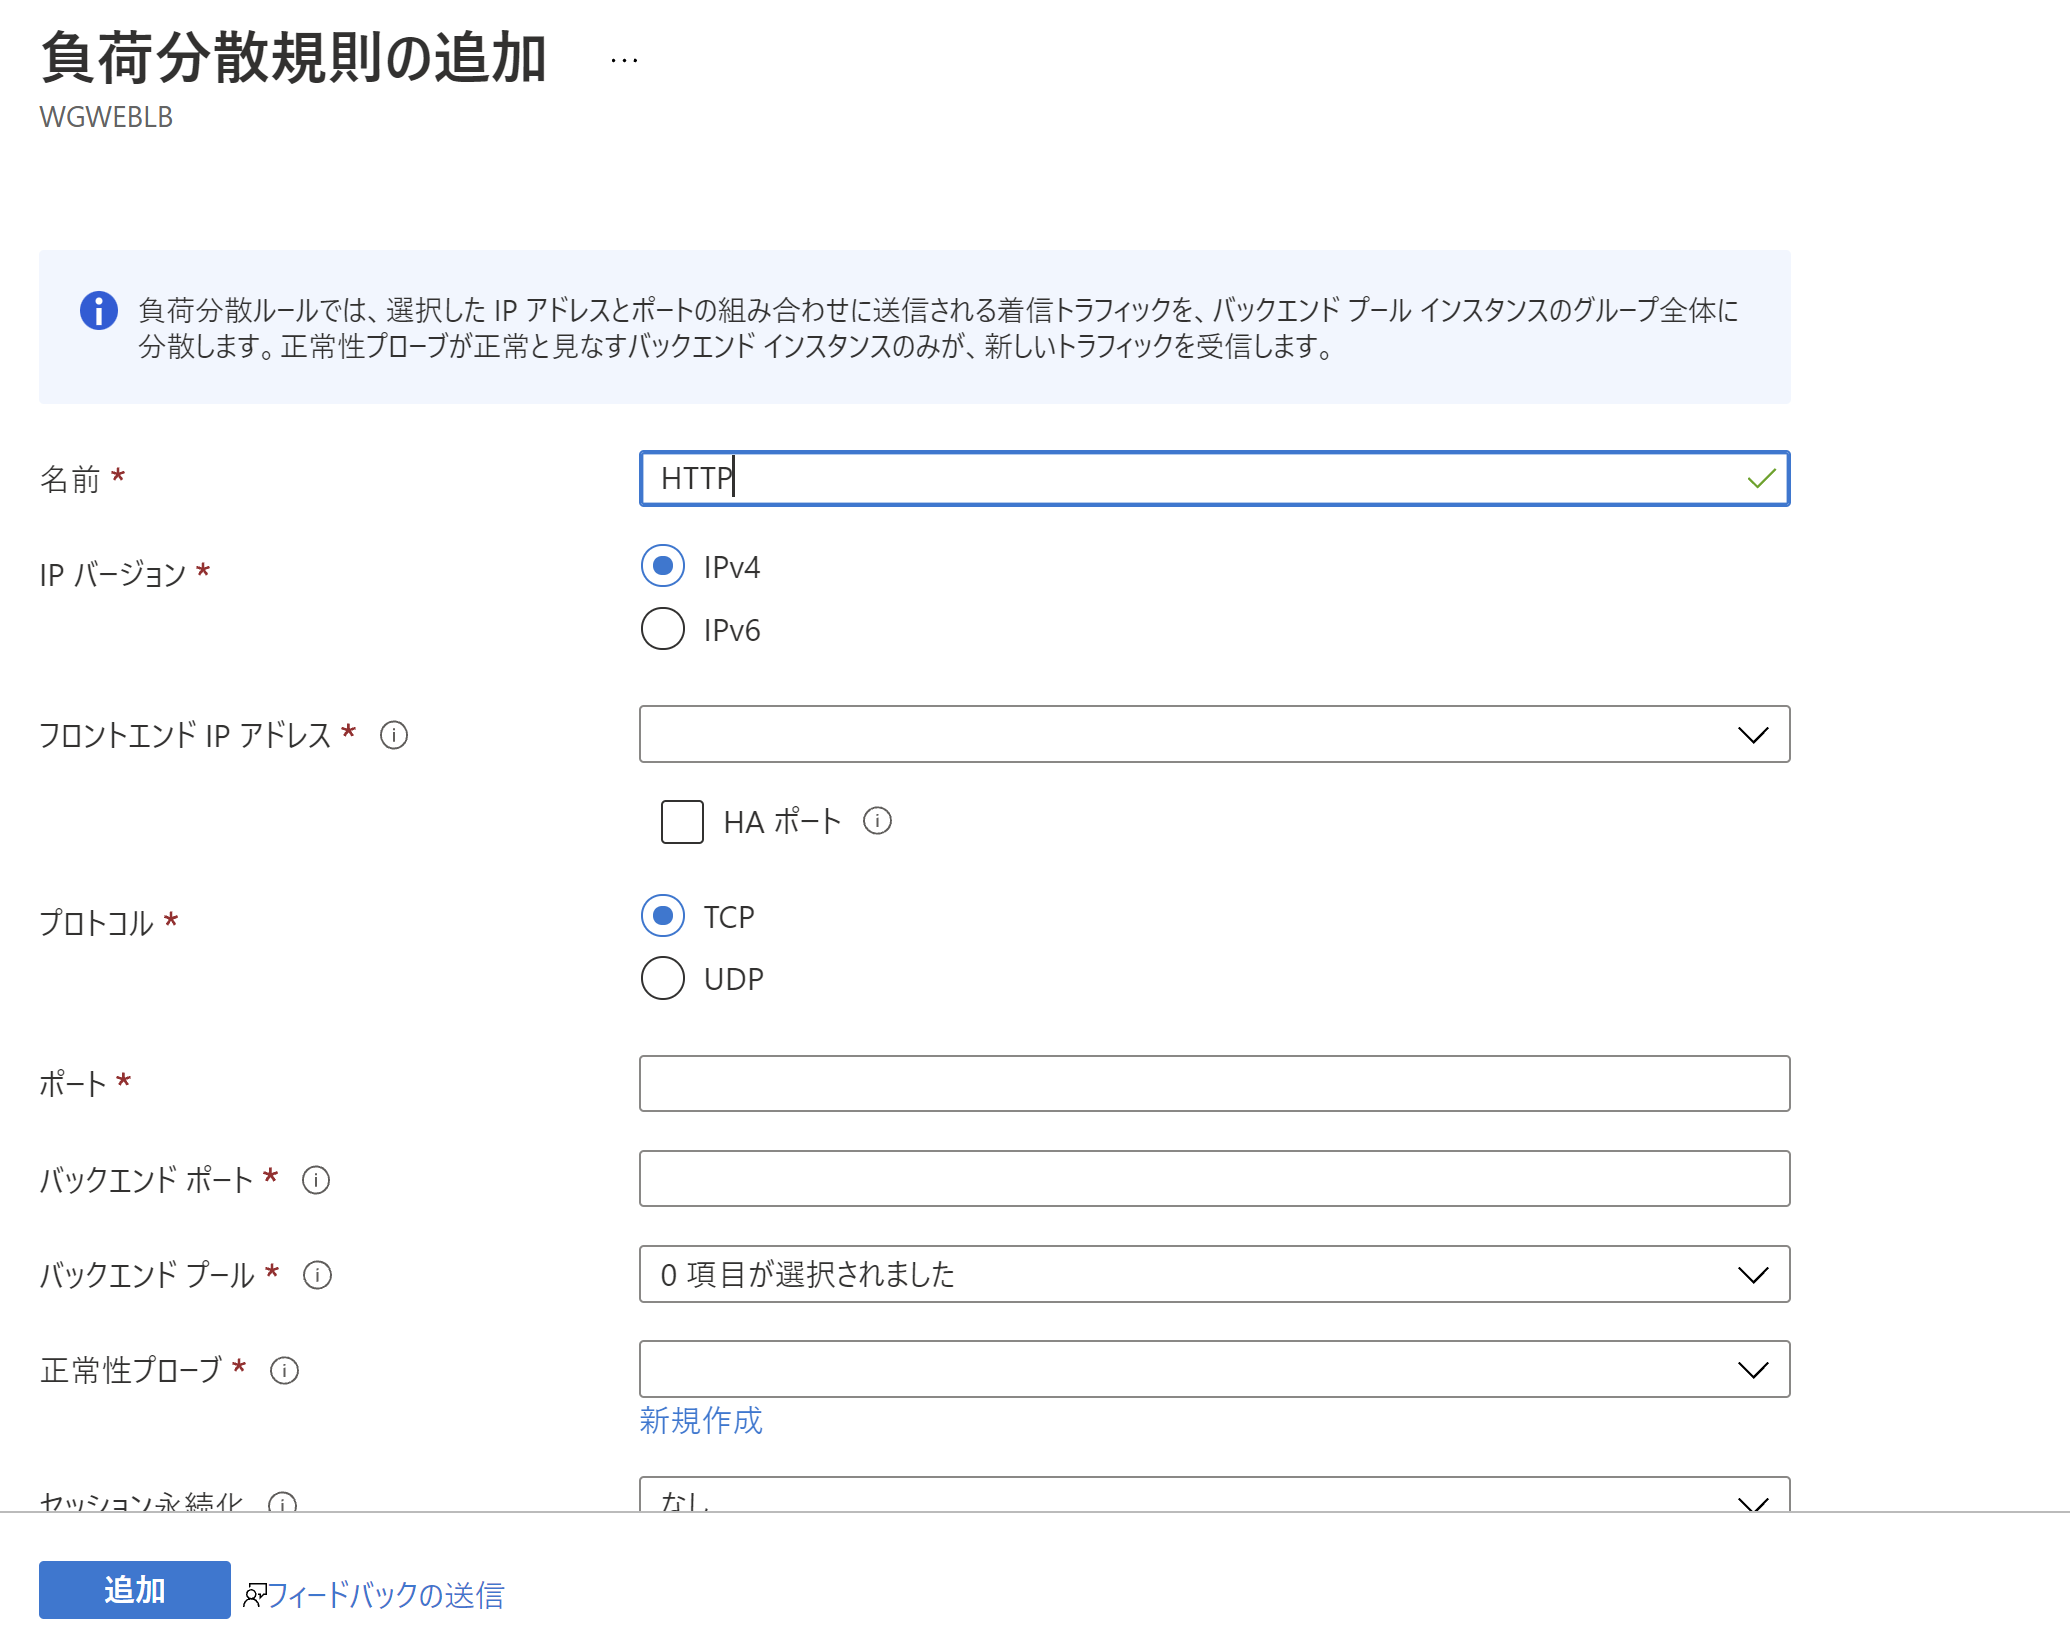 負荷分散規則の追加 …
WGWEBLB
負荷分散ルールでは、選択した IP アドレスとポートの組み合わせに送信される着信トラフィックを、バックエンド プール インスタンスのグループ全体に
分散します。正常性プローブが正常と見なすバックエンド インスタンスのみが、新しいトラフィックを受信します。
名前 * HTTP
IP バージョン * IPv4
IPv6
フロントエンド IP アドレス *
HA ポート
プロトコル * TCP
UDP
ポート *
バックエンド ポート *
バックエンド プール * 0 項目が選択されました
正常性プローブ *
新規作成
セッション永続化 なし
追加 フィードバックの送信